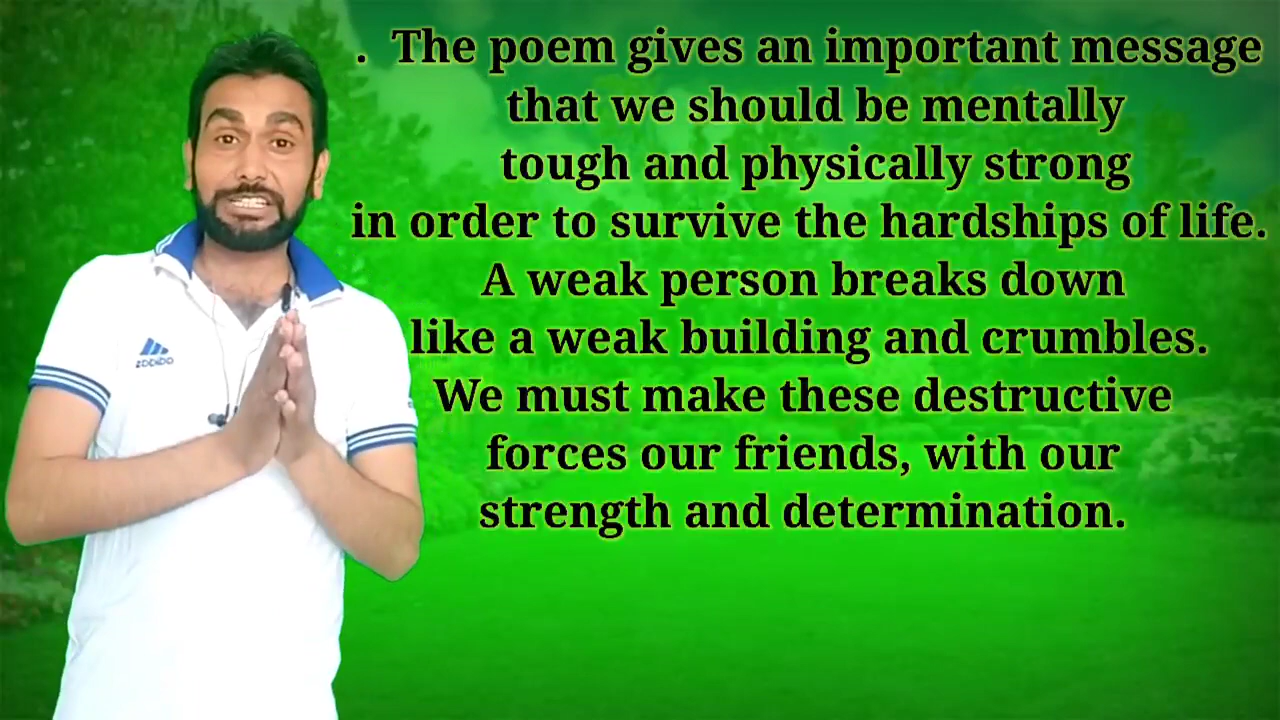 . The poem gives an important message
that we should be mentally
tough and physically strong
in order to survive the hardships of life.
A weak person breaks down
like a weak building and crumbles.
We must make these destructive
forces our friends, with our
strength and determination.